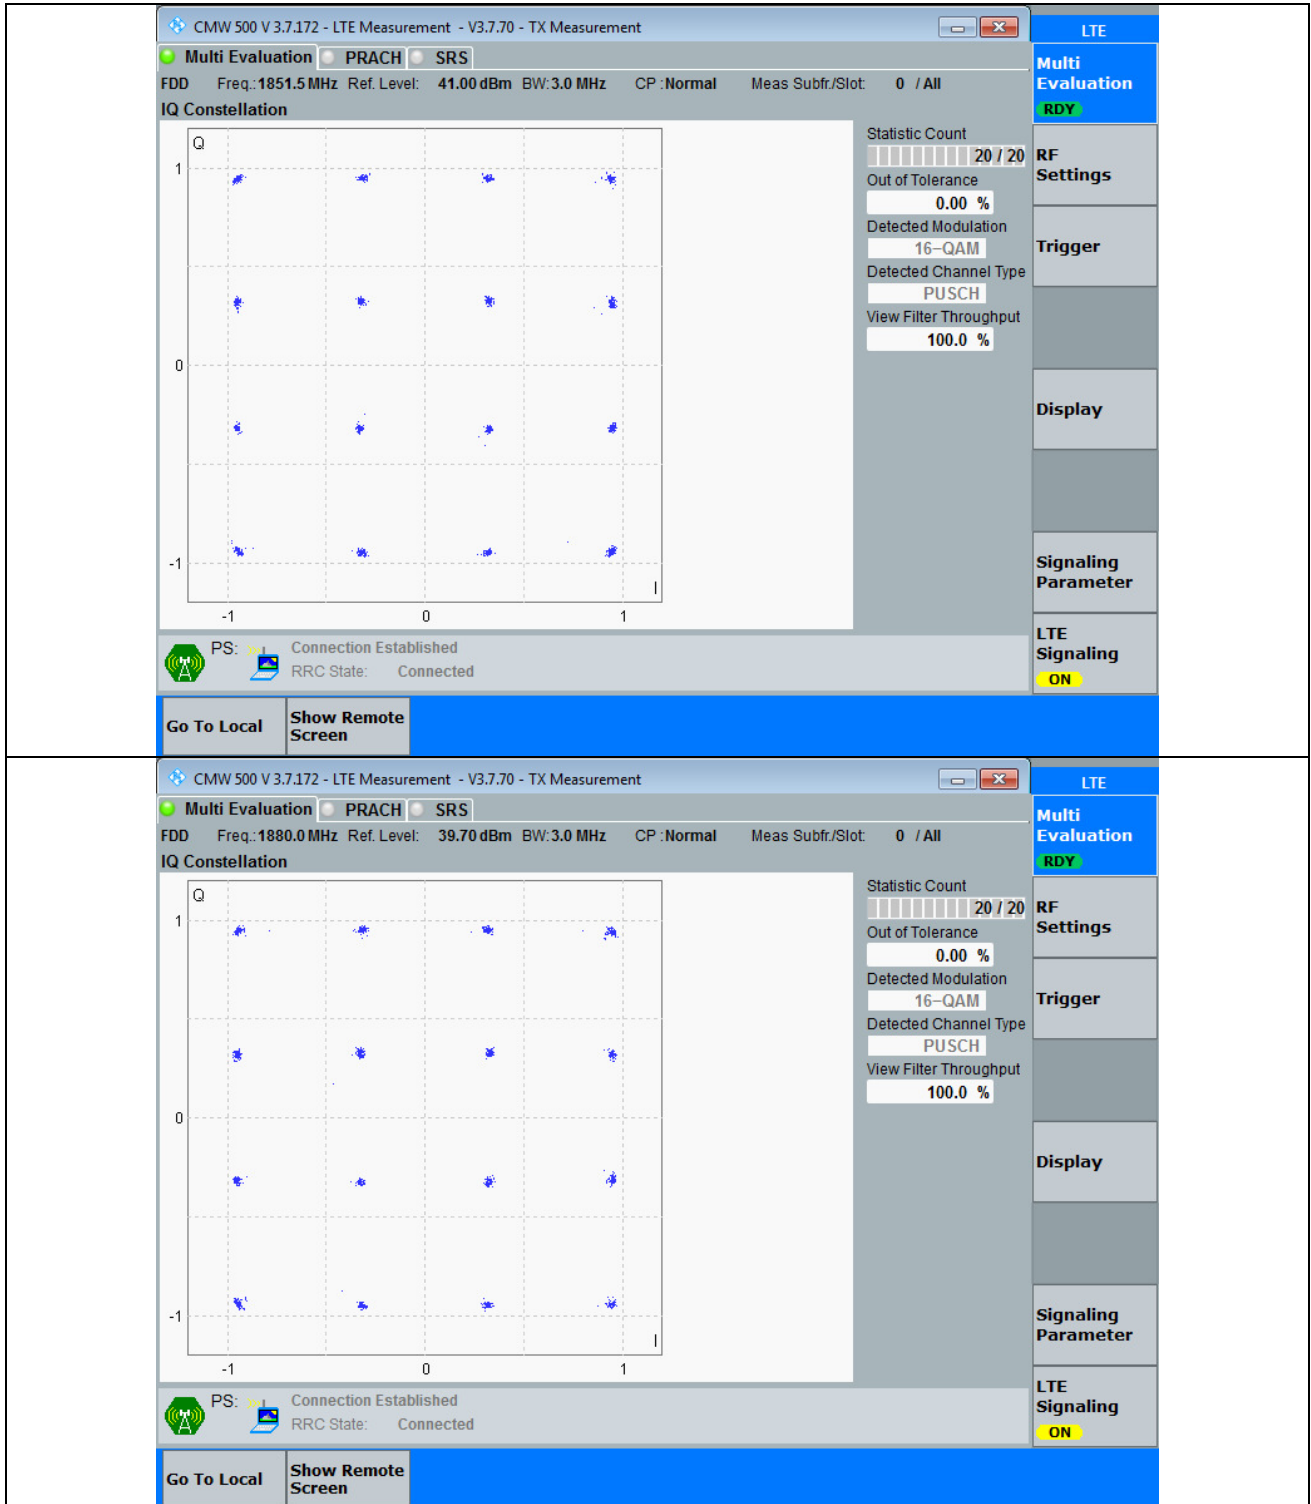 CMW 500 V 3.7.172 - LTE Measurement - V3.7.70 - TX Measurement
LTE
Multi Evaluation PRACH SRS
Multi
Evaluation
RDY
FDD Freq.: 1851.5 MHz Ref. Level: 41.00 dBm BW: 3.0 MHz CP : Normal Meas Subfr./Slot: 0 / All
IQ Constellation
Q
1
0
-1
I
-1 0 1
Statistic Count
20 / 20
Out of Tolerance
0.00 %
Detected Modulation
16-QAM
Detected Channel Type
PUSCH
View Filter Throughput
100.0 %
RF
Settings
Trigger
Display
Signaling
Parameter
LTE
Signaling
ON
PS: Connection Established
RRC State: Connected
Go To Local
Show Remote
Screen
CMW 500 V 3.7.172 - LTE Measurement - V3.7.70 - TX Measurement
LTE
Multi Evaluation PRACH SRS
Multi
Evaluation
RDY
FDD Freq.: 1880.0 MHz Ref. Level: 39.70 dBm BW: 3.0 MHz CP : Normal Meas Subfr./Slot: 0 / All
IQ Constellation
Q
1
0
-1
I
-1 0 1
Statistic Count
20 / 20
Out of Tolerance
0.00 %
Detected Modulation
16-QAM
Detected Channel Type
PUSCH
View Filter Throughput
100.0 %
RF
Settings
Trigger
Display
Signaling
Parameter
LTE
Signaling
ON
PS: Connection Established
RRC State: Connected
Go To Local
Show Remote
Screen